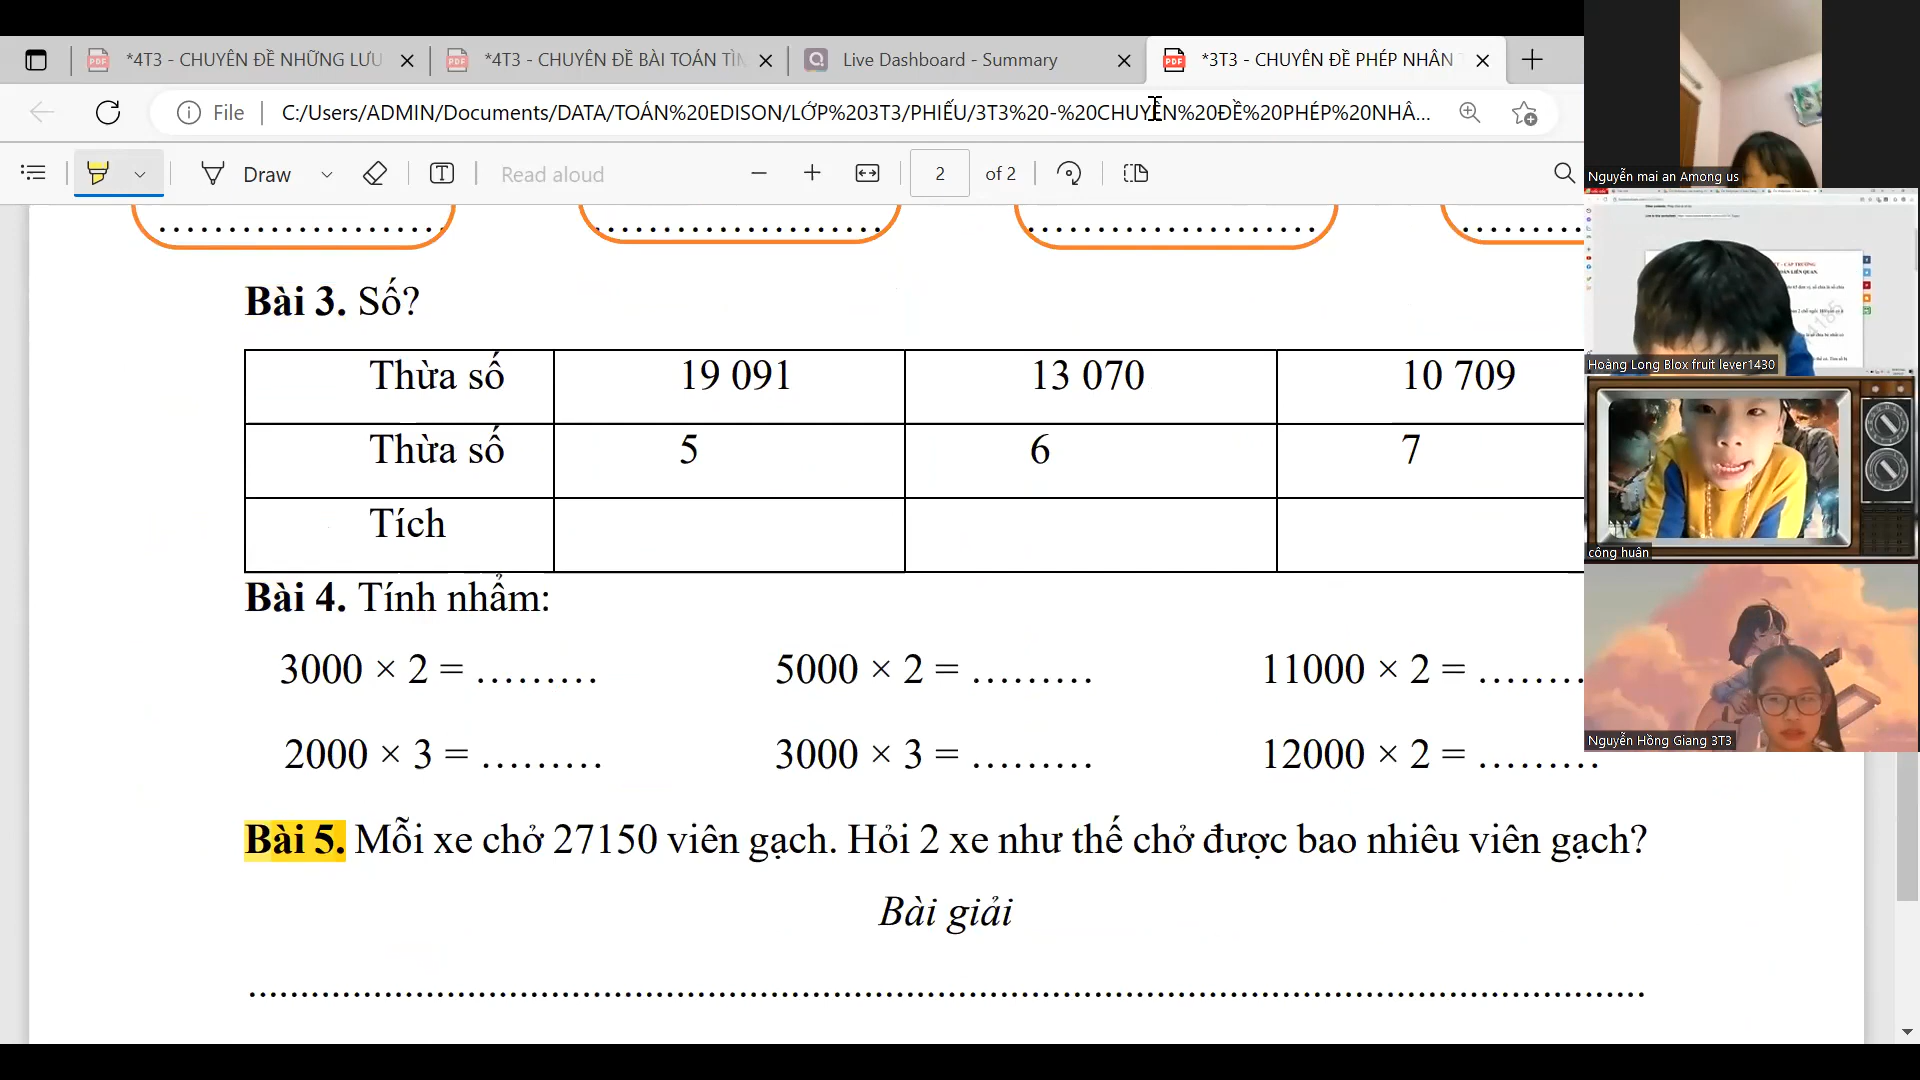 *4T3 - CHUYÊN ĐỀ NHỮNG LƯU
*4T3 - CHUYÊN ĐỀ BÀI TOÁN TÌM
Live Dashboard - Summary
*3T3 - CHUYÊN ĐỀ PHÉP NHÂN T
File
C:/Users/ADMIN/Documents/DATA/TOÁN%20EDISON/LỚP%203T3/PHIẾU/3T3%20-%20CHUYÊN%20ĐỀ%20PHÉP%20NHÂ...
Draw
Read aloud
2
of 2
Bài 3. Số?
Thừa số 19 091 13 070 10 709
Thừa số 5 6 7
Tích
Bài 4. Tính nhẩm:
3000 × 2 = ......... 5000 × 2 = ......... 11000 × 2 = ........
2000 × 3 = ......... 3000 × 3 = ......... 12000 × 2 = .........
Bài 5. Mỗi xe chở 27150 viên gạch. Hỏi 2 xe như thế chở được bao nhiêu viên gạch?
Bài giải
Nguyễn mai an Among us
Hoàng Long Blox fruit lever1430
công huân
Nguyễn Hồng Giang 3T3